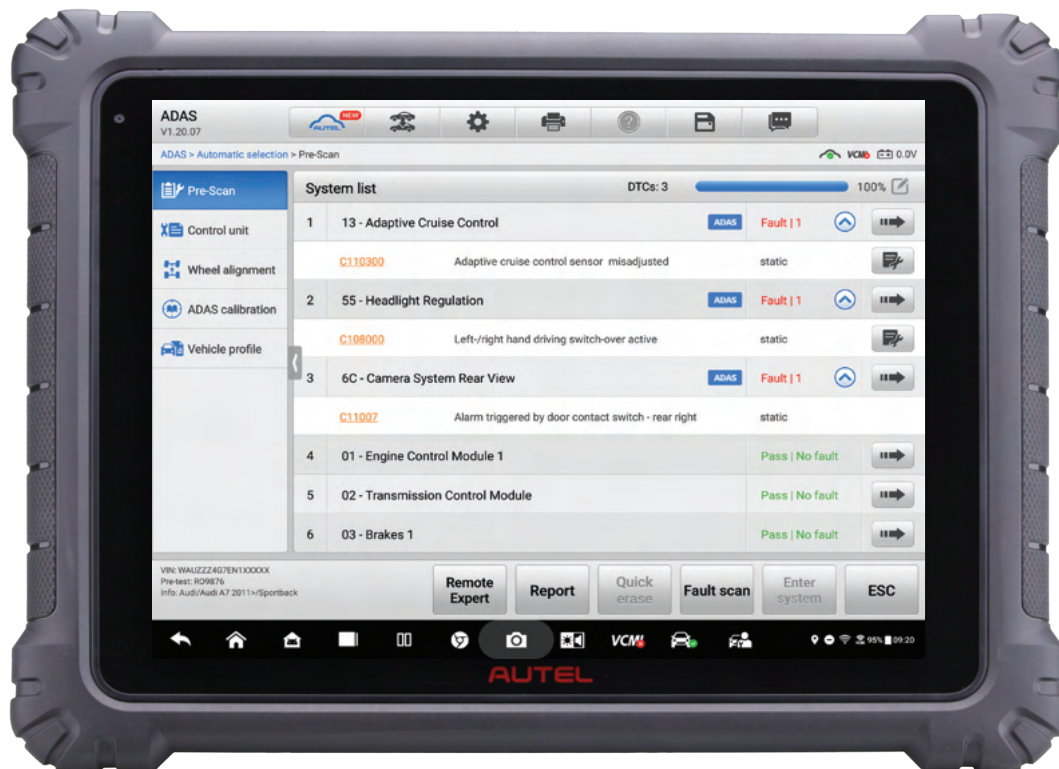 ADAS
V1.20.07
AUTEL
NEW
ADAS > Automatic selection > Pre-Scan
VCMI
0.0V
Pre-Scan
Control unit
Wheel alignment
ADAS calibration
Vehicle profile
System list
DTCs: 3
100%
1 13 - Adaptive Cruise Control ADAS Fault | 1
C110300 Adaptive cruise control sensor misadjusted static
2 55 - Headlight Regulation ADAS Fault | 1
C108000 Left-/right hand driving switch-over active static
3 6C - Camera System Rear View ADAS Fault | 1
C11007 Alarm triggered by door contact switch - rear right static
4 01 - Engine Control Module 1 Pass | No fault
5 02 - Transmission Control Module Pass | No fault
6 03 - Brakes 1 Pass | No fault
VIN: WAUZZZ4G7EN1XXXXX
Pre-test: RO9876
Info: Audi/Audi A7 2011>/Sportback
Remote
Expert
Report
Quick
erase
Fault scan
Enter
system
ESC
VCMI
95% 09:20
AUTEL